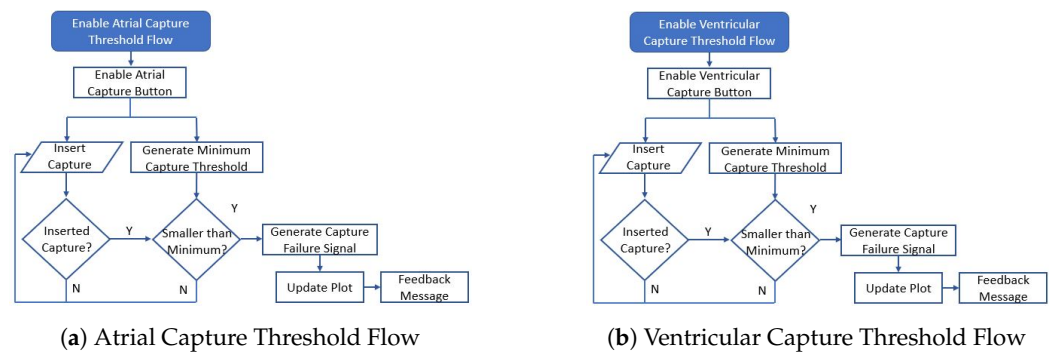 Enable Atrial Capture
Threshold Flow
Enable Atrial
Capture Button
Insert
Capture
Generate Minimum
Capture Threshold
Inserted
Capture?
Y
Smaller than
Minimum?
Y
Generate Capture
Failure Signal
N
N
Update Plot
Feedback
Message
(a) Atrial Capture Threshold Flow
Enable Ventricular
Capture Threshold Flow
Enable Ventricular
Capture Button
Insert
Capture
Generate Minimum
Capture Threshold
Inserted
Capture?
Y
Smaller than
Minimum?
Y
Generate Capture
Failure Signal
N
N
Update Plot
Feedback
Message
(b) Ventricular Capture Threshold Flow